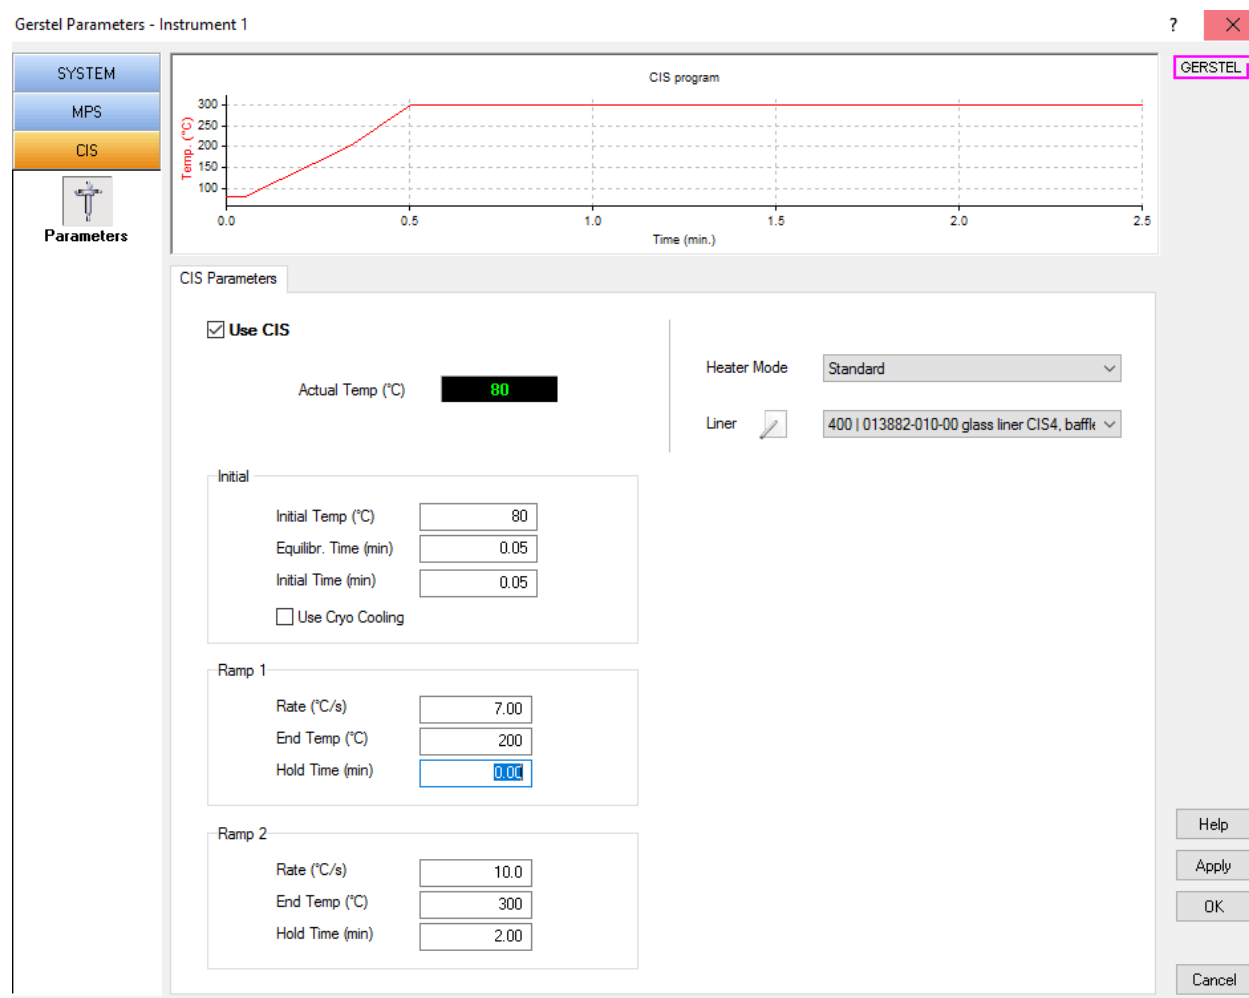 Gerstel Parameters - Instrument 1
?
GERSTEL
SYSTEM
MPS
CIS
Parameters
CIS program
Temp. (°C)
300
250
200
150
100
0.0 0.5 1.0 1.5 2.0 2.5
Time (min.)
CIS Parameters
Use CIS
Actual Temp (°C) 80
Heater Mode Standard
Liner 400 | 013882-010-00 glass liner CIS4, baffle
Initial
Initial Temp (°C) 80
Equilibr. Time (min) 0.05
Initial Time (min) 0.05
Use Cryo Cooling
Ramp 1
Rate (°C/s) 7.00
End Temp (°C) 200
Hold Time (min) 0.00
Ramp 2
Rate (°C/s) 10.0
End Temp (°C) 300
Hold Time (min) 2.00
Help
Apply
OK
Cancel